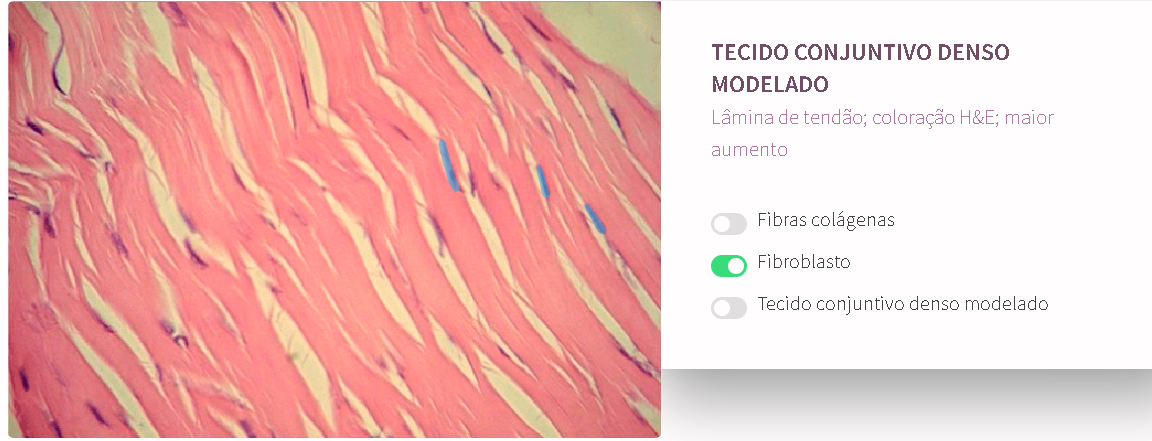 TECIDO CONJUNTIVO DENSO
MODELADO
Lâmina de tendão; coloração H&E; maior
aumento
Fibras colágenas
Fibroblasto
Tecido conjuntivo denso modelado